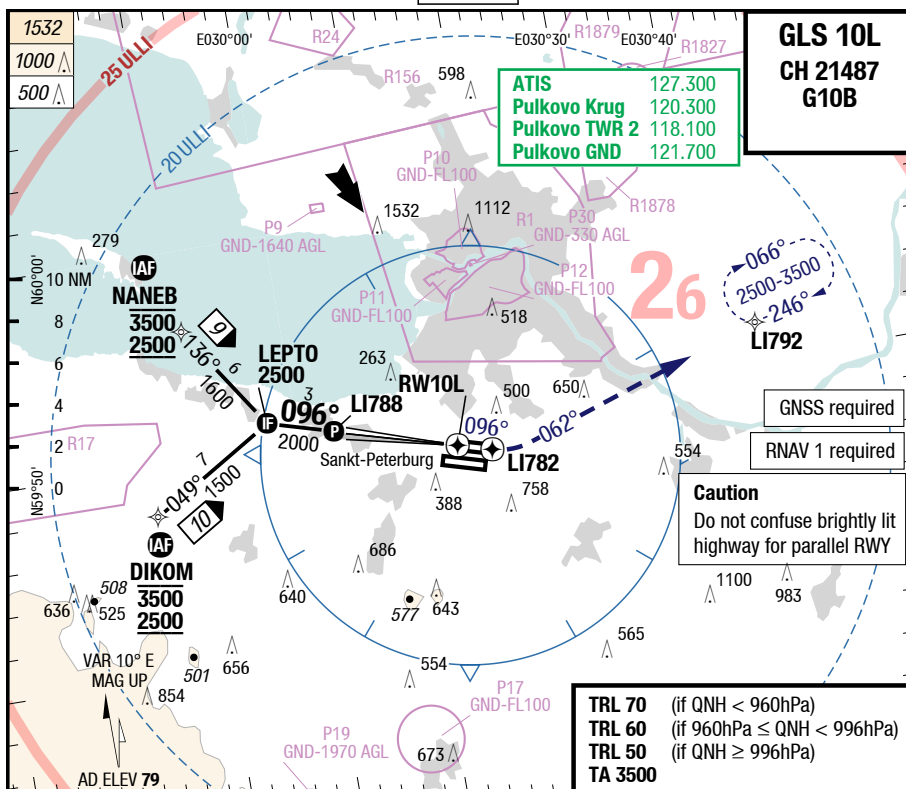 1532
1000
500
25 ULLI
20 ULLI
E030°00'
R24
E030°30'
R1879
E030°40'
R1827
R156
598
GLS 10L
CH 21487
G10B
ATIS 127.300
Pulkovo Krug 120.300
Pulkovo TWR 2 118.100
Pulkovo GND 121.700
R1878
P10
GND-FL100
P9
GND-1640 AGL
1532
1112
R1
P30
GND-330 AGL
P12
GND-FL100
P11
GND-FL100
518
26
066°
2500-3500
246°
LI792
279
N60°00'
10 NM
8
6
4
2
0
N59°50'
IAF
NANEB
3500
2500
9
136°
6
1600
LEPTO
2500
IF
263
3
096°
2000
P
LI788
RW10L
500
650
096°
062°
LI782
Sankt-Peterburg
GNSS required
RNAV 1 required
Caution
Do not confuse brightly lit
highway for parallel RWY
R17
7
049°
1500
10
IAF
DIKOM
3500
2500
388
758
554
686
640
577
643
1100
983
565
636
508
525
VAR 10° E
MAG UP
501
656
854
554
P17
GND-FL100
673
P19
GND-1970 AGL
AD ELEV 79
TRL 70 (if QNH < 960hPa)
TRL 60 (if 960hPa ≤ QNH < 996hPa)
TRL 50 (if QNH ≥ 996hPa)
TA 3500